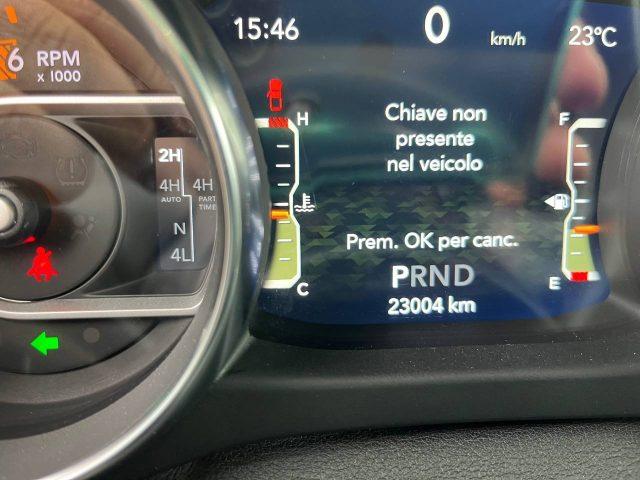 15:46
0
km/h
23°C
6
RPM
x 1000
H
F
Chiave non
presente
nel veicolo
2H
4H
AUTO
4H
PART
TIME
N
4L
Prem. OK per canc.
C
E
PRND
23004 km